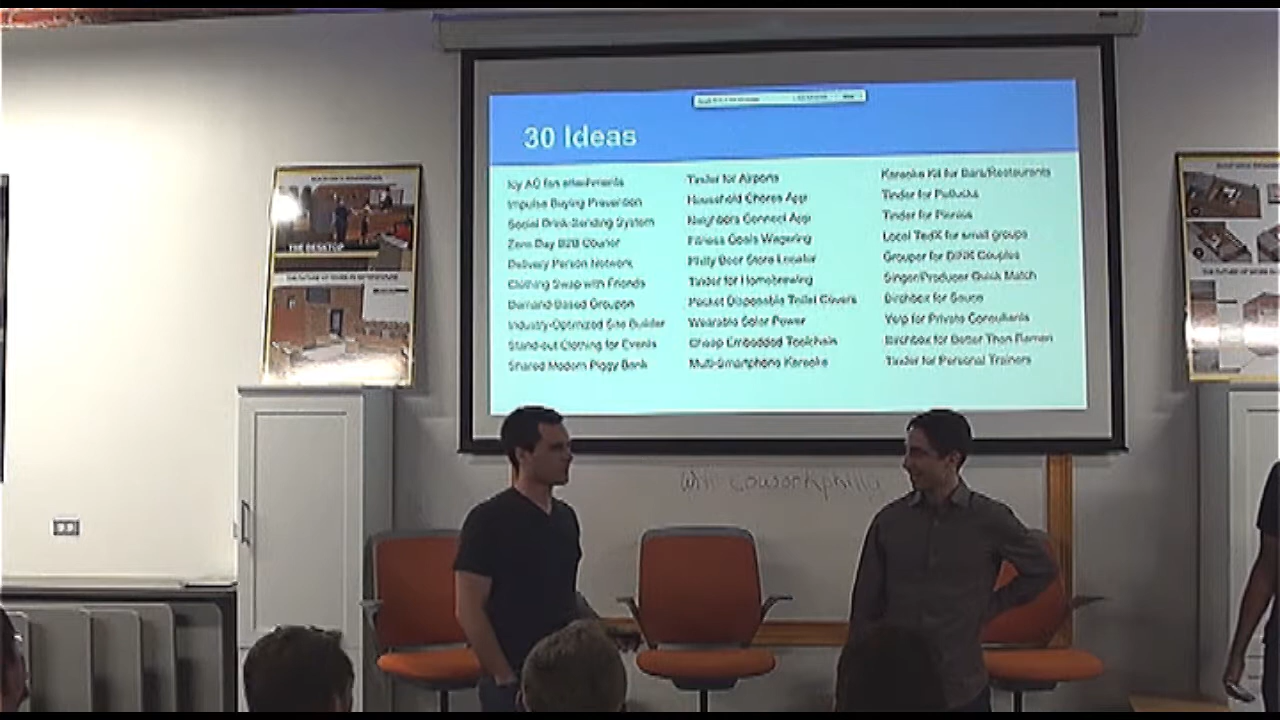 30 Ideas
Icy AC fan attachments
Impulse Buying Prevention
Social Drink-Sending System
Zero Day B2B Courier
Delivery Person Network
Clothing Swap with Friends
Demand Based Groupon
Industry-Optimized Site Builder
Stand-out Clothing for Events
Shared Modern Piggy Bank
Tinder for Airports
Household Chores App
Neighbors Connect App
Fitness Goals Wagering
Philly Beer Store Locator
Tinder for Homebrewing
Pocket Disposable Toilet Covers
Wearable Solar Power
Cheap Embedded Toolchain
Multi-Smartphone Karaoke
Karaoke Kit for Bars/Restaurants
Tinder for Potlucks
Tinder for Picnics
Local TedX for small groups
Grouper for DINK Couples
Singer/Producer Quick Match
Birchbox for Sauce
Yelp for Private Consultants
Birchbox for Better Than Ramen
Tinder for Personal Trainers
THE DESKTOP
coworkphilly